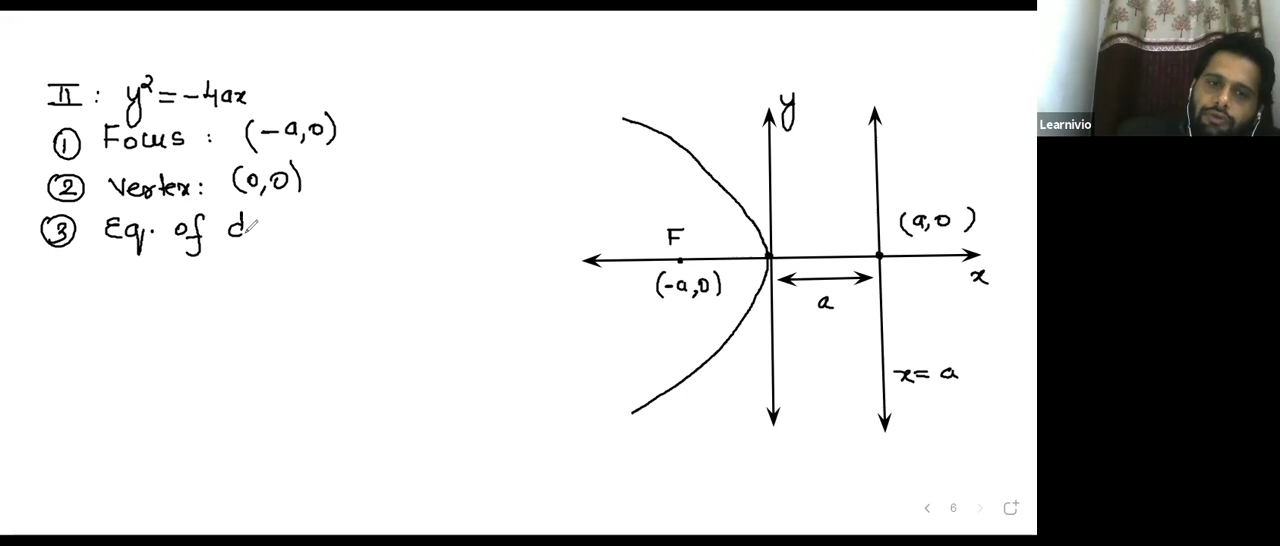 II : y² = -4ax
① Focus : (-a,0)
② Vertex: (0,0)
③ Eq. of d
y
(a,0 )
F
(-a,0)
x
a
x= a
Learnivio
6